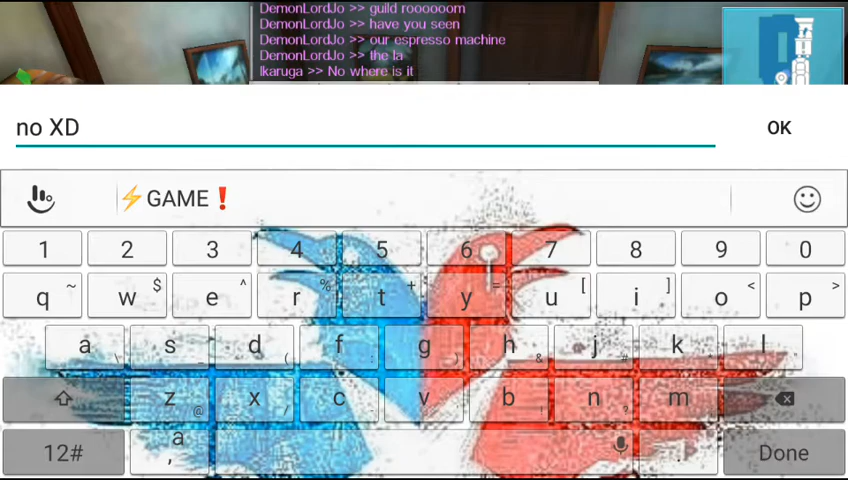 DemonLordJo >> guild roooooom
DemonLordJo >> have you seen
DemonLordJo >> our espresso machine
DemonLordJo >> the la
Ikaruga >> No where is it
no XD
OK
⚡GAME❗
1 2 3 4 5 6 7 8 9 0
q ~ w $ e ^ r % t + y = u [ i ] o < p >
a \ s _ d ( f : g ) h & j # k l
z @ x / c - v b ! n ? m
12# a , . Done